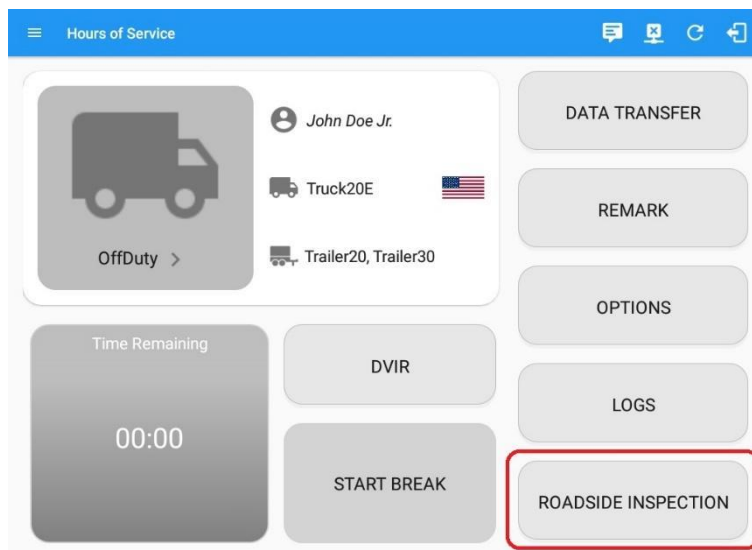 Hours of Service
John Doe Jr.
Truck20E
Trailer20, Trailer30
OffDuty
Time Remaining
00:00
DVIR
START BREAK
DATA TRANSFER
REMARK
OPTIONS
LOGS
ROADSIDE INSPECTION